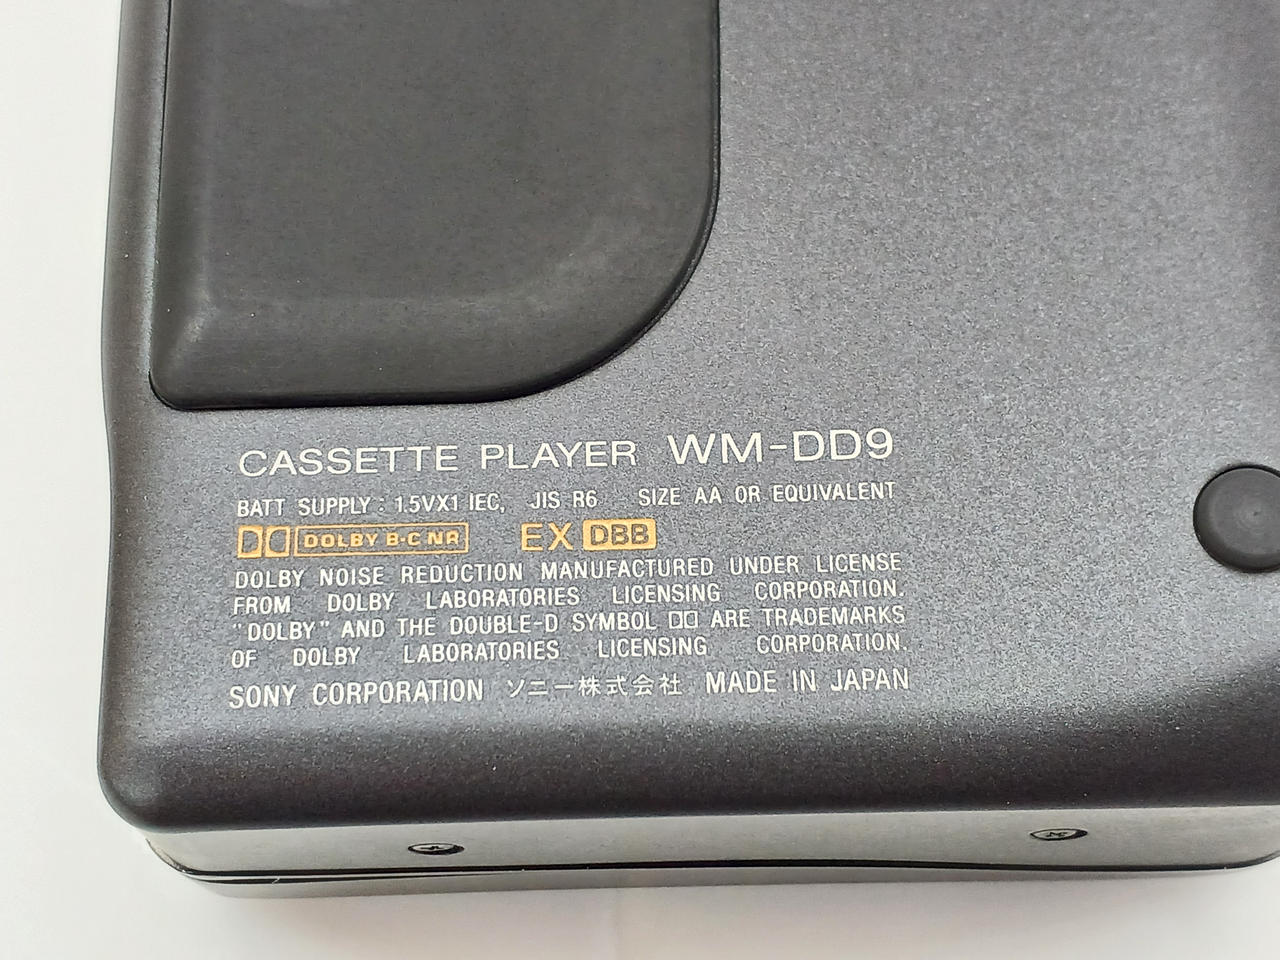 CASSETTE PLAYER WM-DD9
BATT SUPPLY : 1.5VX1 IEC, JIS R6 SIZE AA OR EQUIVALENT
DOLBY B·C NR EX DBB
DOLBY NOISE REDUCTION MANUFACTURED UNDER LICENSE
FROM DOLBY LABORATORIES LICENSING CORPORATION.
"DOLBY" AND THE DOUBLE-D SYMBOL ARE TRADEMARKS
OF DOLBY LABORATORIES LICENSING CORPORATION.
SONY CORPORATION ソニー株式会社 MADE IN JAPAN